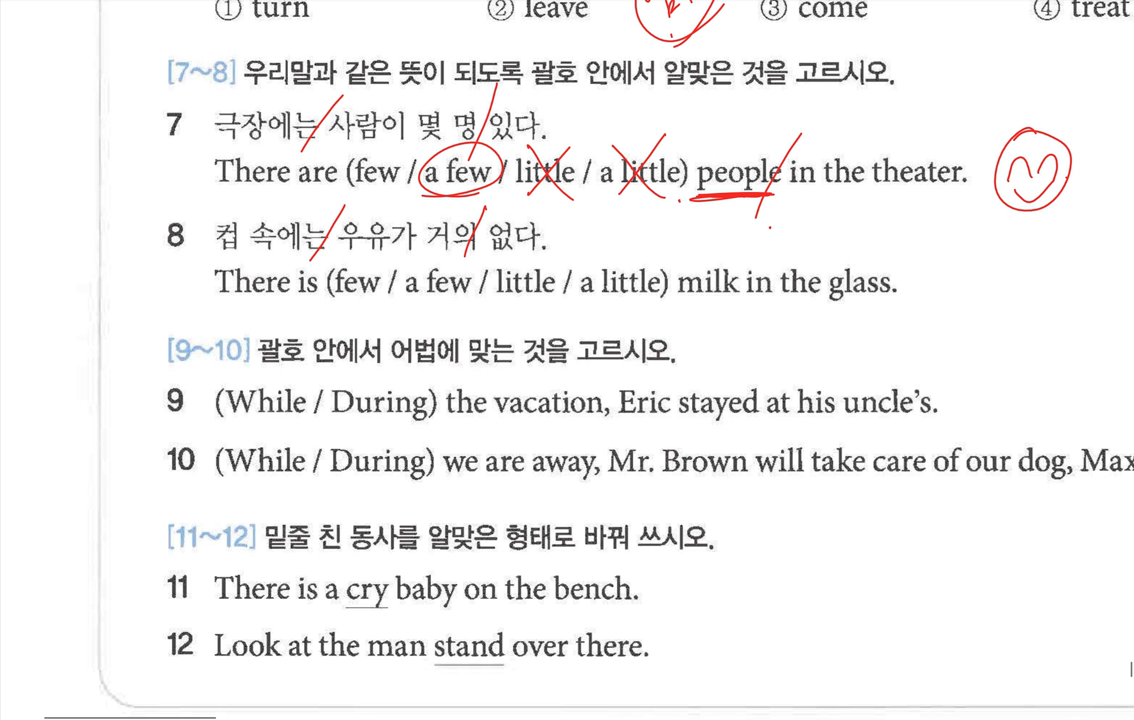 ① turn ② leave ③ come ④ treat
[7~8] 우리말과 같은 뜻이 되도록 괄호 안에서 알맞은 것을 고르시오.
7 극장에는 사람이 몇 명 있다.
There are (few / a few / little / a little) people in the theater.
8 컵 속에는 우유가 거의 없다.
There is (few / a few / little / a little) milk in the glass.
[9~10] 괄호 안에서 어법에 맞는 것을 고르시오.
9 (While / During) the vacation, Eric stayed at his uncle's.
10 (While / During) we are away, Mr. Brown will take care of our dog, Max
[11~12] 밑줄 친 동사를 알맞은 형태로 바꿔 쓰시오.
11 There is a cry baby on the bench.
12 Look at the man stand over there.